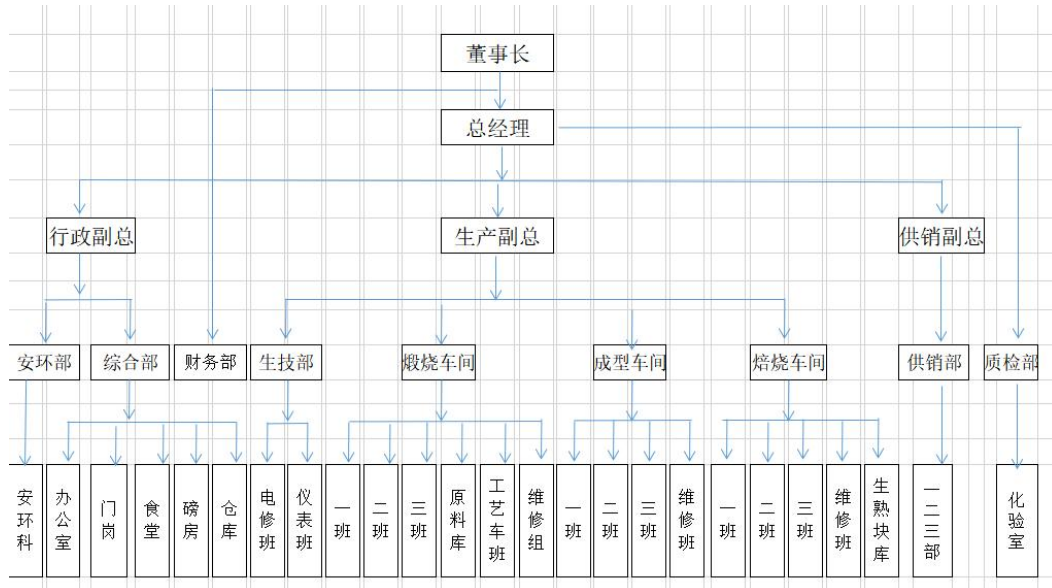 董事长
总经理
行政副总
生产副总
供销副总
安环部
综合部
财务部
生技部
煅烧车间
成型车间
焙烧车间
供销部
质检部
安环科
办公室
门岗
食堂
磅房
仓库
电修班
仪表班
一班
二班
三班
原料库
工艺车班
维修组
一班
二班
三班
维修班
一班
二班
三班
维修班
生熟块库
一二三部
化验室